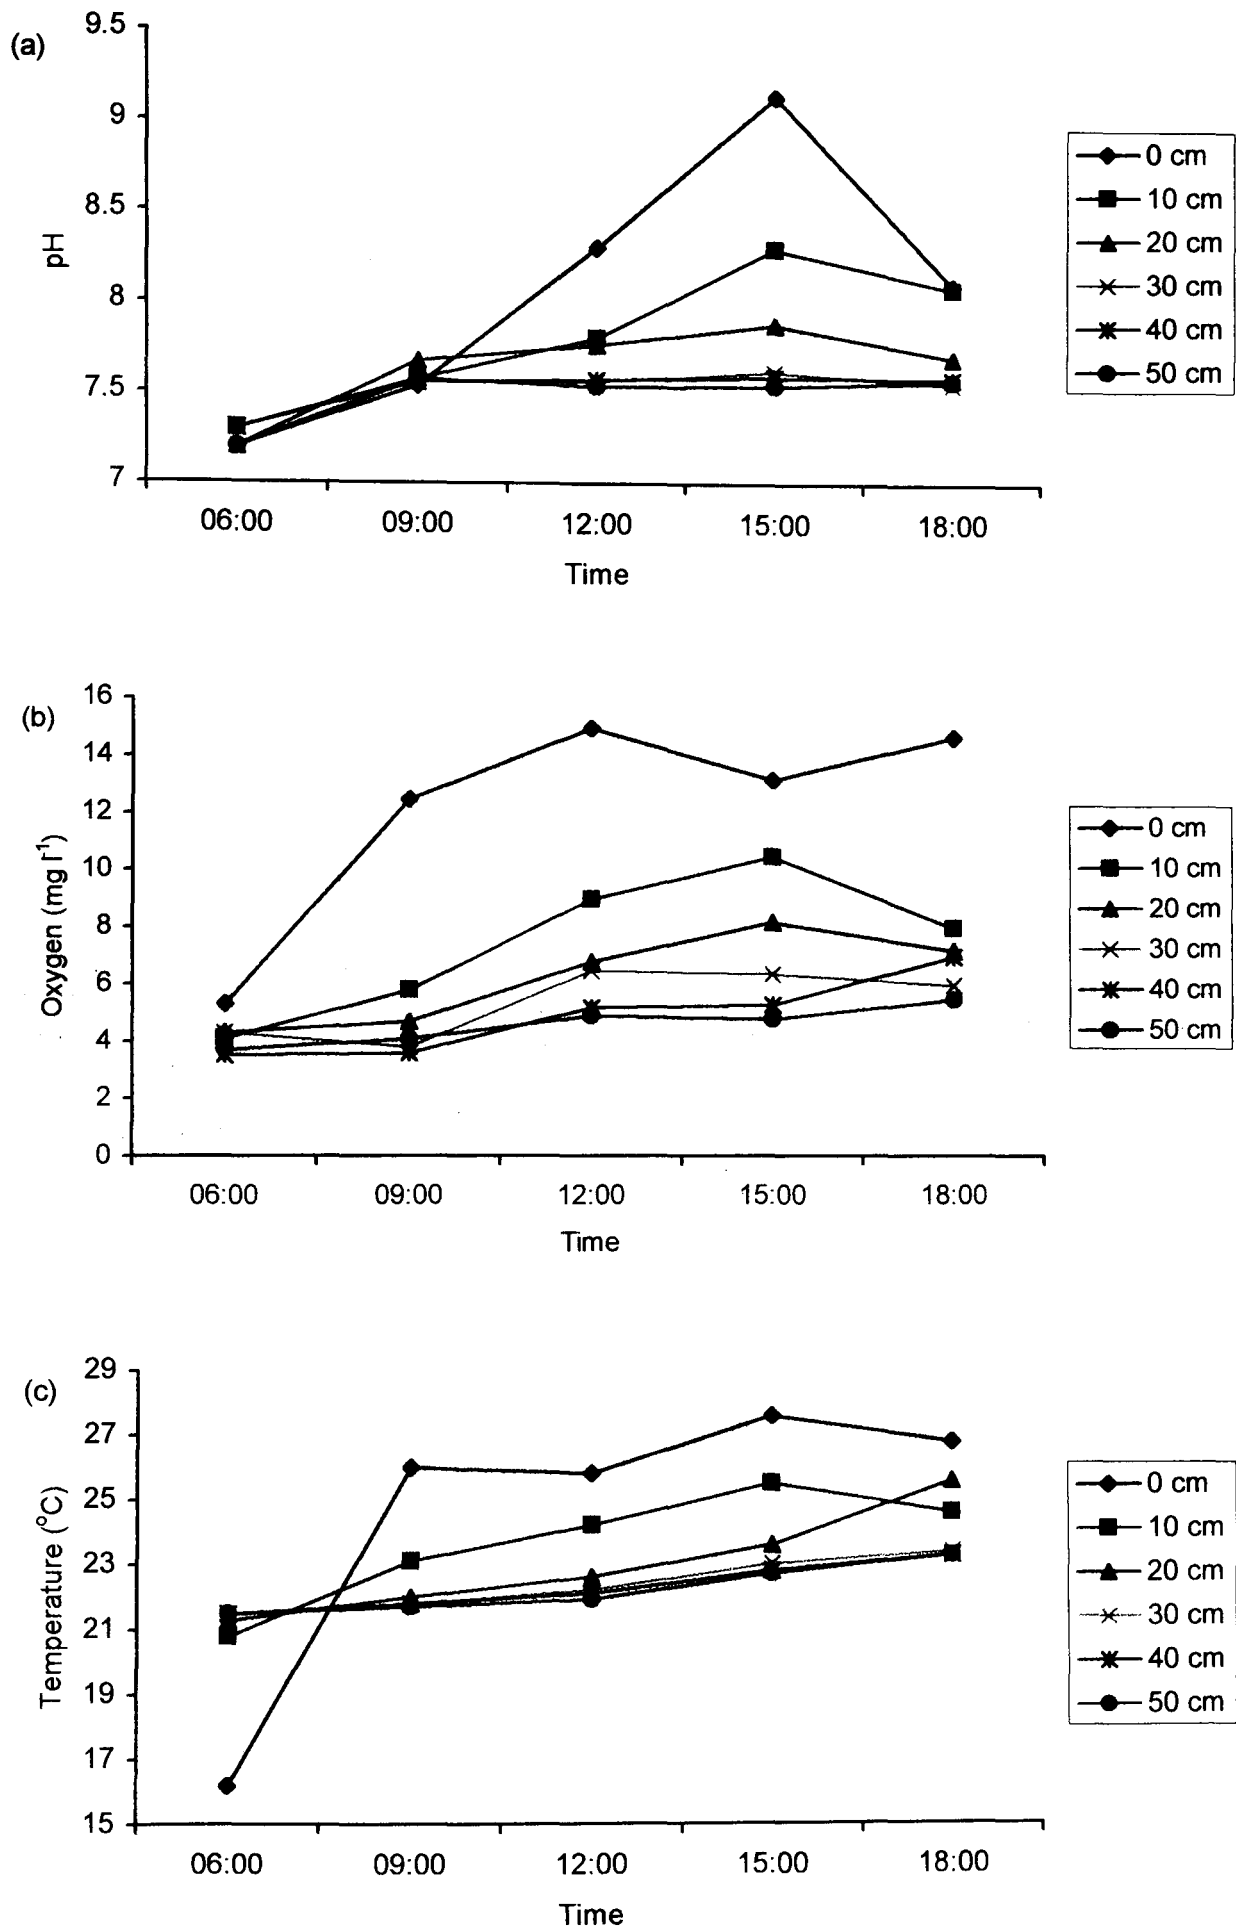 (a)
9.5
9
8.5
8
7.5
7
pH
06:00 09:00 12:00 15:00 18:00
Time
0 cm
10 cm
20 cm
30 cm
40 cm
50 cm
(b)
16
14
12
10
8
6
4
2
0
Oxygen (mg l⁻¹)
06:00 09:00 12:00 15:00 18:00
Time
0 cm
10 cm
20 cm
30 cm
40 cm
50 cm
(c)
29
27
25
23
21
19
17
15
Temperature (°C)
06:00 09:00 12:00 15:00 18:00
Time
0 cm
10 cm
20 cm
30 cm
40 cm
50 cm